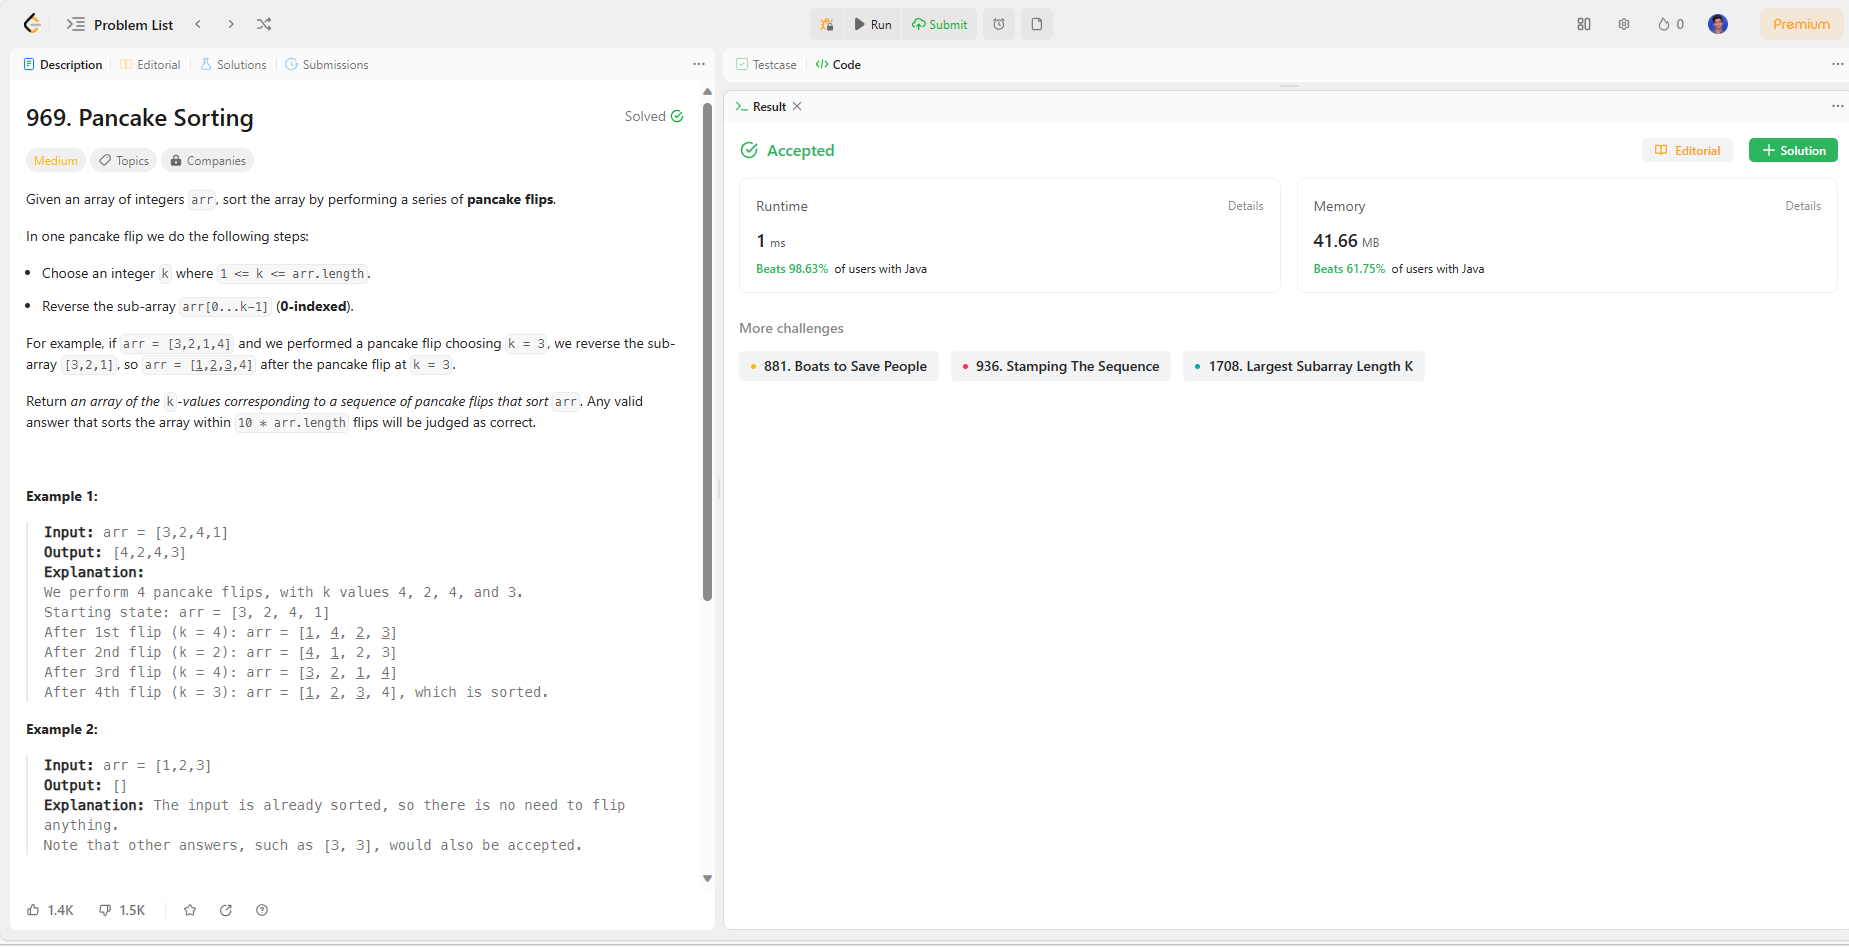 Problem List
Run
Submit
0
Premium
Description
Editorial
Solutions
Submissions
969. Pancake Sorting
Solved
Medium
Topics
Companies
Given an array of integers arr, sort the array by performing a series of pancake flips.
In one pancake flip we do the following steps:
• Choose an integer k where 1 <= k <= arr.length.
• Reverse the sub-array arr[0...k-1] (0-indexed).
For example, if arr = [3,2,1,4] and we performed a pancake flip choosing k = 3, we reverse the sub-
array [3,2,1], so arr = [1,2,3,4] after the pancake flip at k = 3.
Return an array of the k-values corresponding to a sequence of pancake flips that sort arr. Any valid
answer that sorts the array within 10 * arr.length flips will be judged as correct.
Example 1:
Input: arr = [3,2,4,1]
Output: [4,2,4,3]
Explanation:
We perform 4 pancake flips, with k values 4, 2, 4, and 3.
Starting state: arr = [3, 2, 4, 1]
After 1st flip (k = 4): arr = [1, 4, 2, 3]
After 2nd flip (k = 2): arr = [4, 1, 2, 3]
After 3rd flip (k = 4): arr = [3, 2, 1, 4]
After 4th flip (k = 3): arr = [1, 2, 3, 4], which is sorted.
Example 2:
Input: arr = [1,2,3]
Output: []
Explanation: The input is already sorted, so there is no need to flip
anything.
Note that other answers, such as [3, 3], would also be accepted.
1.4K
1.5K
Testcase
Code
Result
Accepted
Editorial
Solution
Runtime
Details
1 ms
Beats 98.63% of users with Java
Memory
Details
41.66 MB
Beats 61.75% of users with Java
More challenges
881. Boats to Save People
936. Stamping The Sequence
1708. Largest Subarray Length K